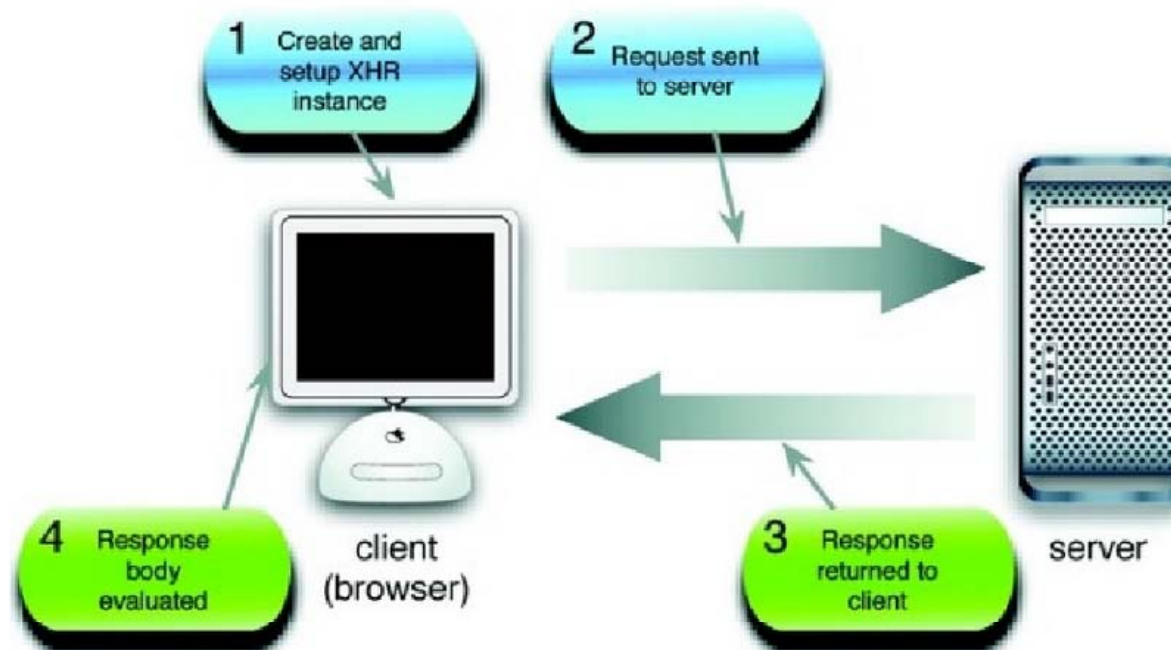 1
Create and
setup XHR
instance
2
Request sent
to server
client
(browser)
server
3
Response
returned to
client
4
Response
body
evaluated